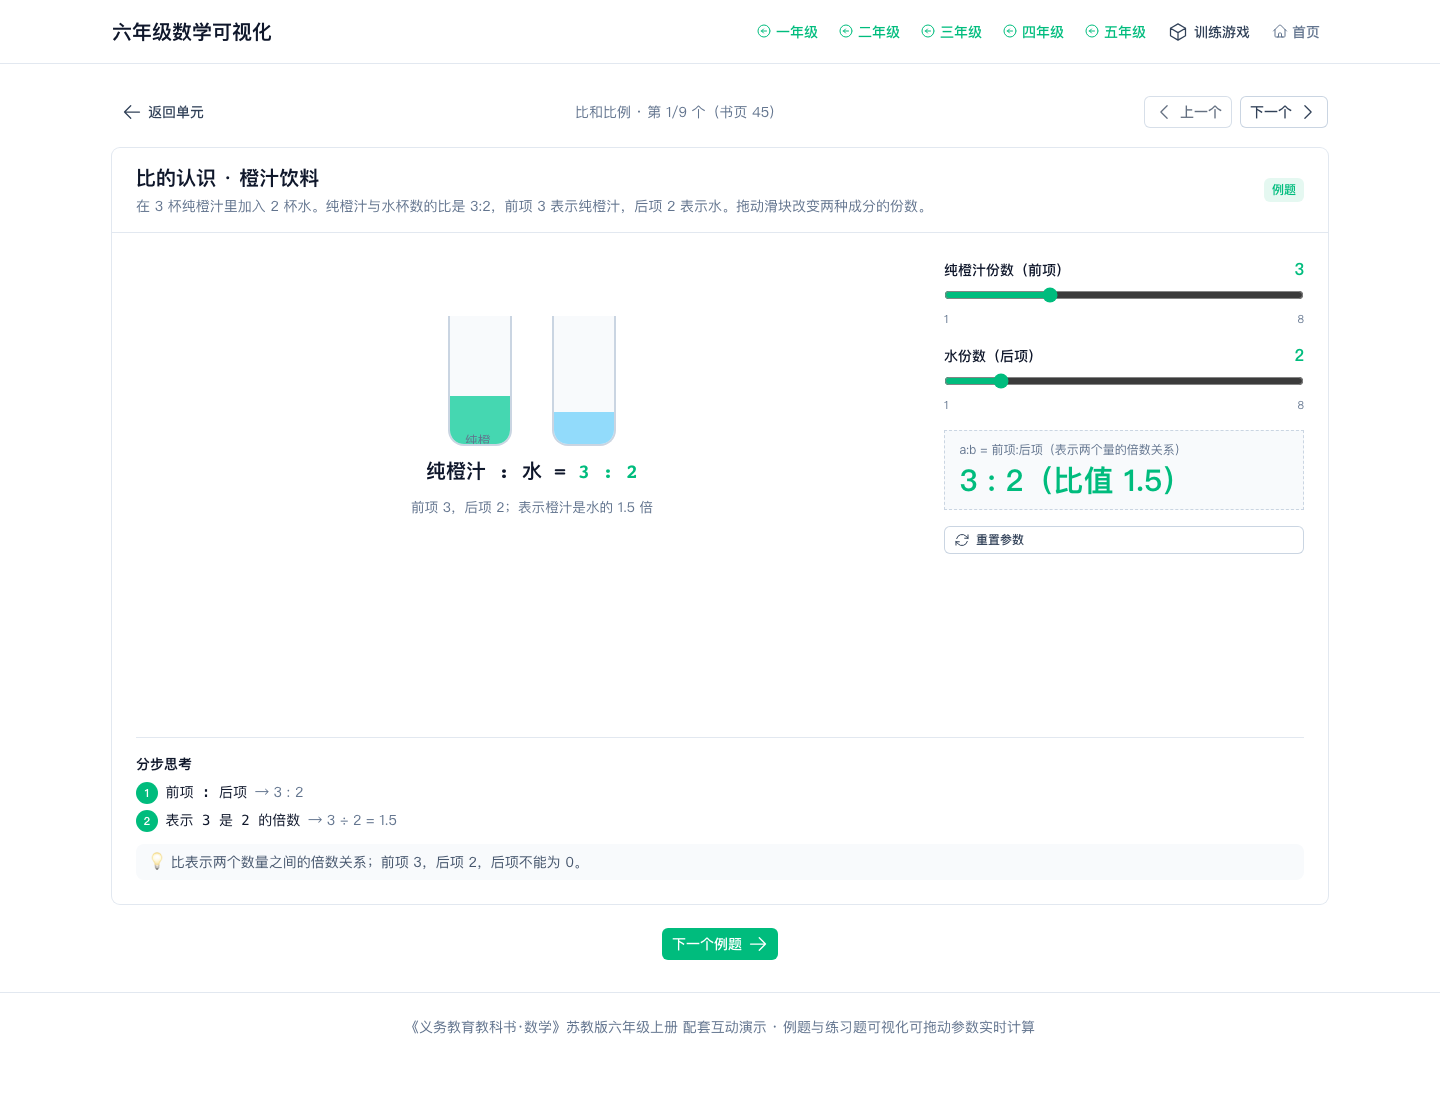 六年级数学可视化
一年级 二年级 三年级 四年级 五年级 训练游戏 首页
返回单元
比和比例 · 第 1/9 个（书页 45）
上一个
下一个
比的认识 · 橙汁饮料
在 3 杯纯橙汁里加入 2 杯水。纯橙汁与水杯数的比是 3:2，前项 3 表示纯橙汁，后项 2 表示水。拖动滑块改变两种成分的份数。
例题
纯橙
纯橙汁 : 水 = 3 : 2
前项 3，后项 2；表示橙汁是水的 1.5 倍
纯橙汁份数（前项） 3
1 8
水份数（后项） 2
1 8
a:b = 前项:后项（表示两个量的倍数关系）
3 : 2（比值 1.5）
重置参数
分步思考
1 前项 : 后项 → 3 : 2
2 表示 3 是 2 的倍数 → 3 ÷ 2 = 1.5
💡 比表示两个数量之间的倍数关系；前项 3，后项 2，后项不能为 0。
下一个例题 →
《义务教育教科书·数学》苏教版六年级上册 配套互动演示 · 例题与练习题可视化可拖动参数实时计算